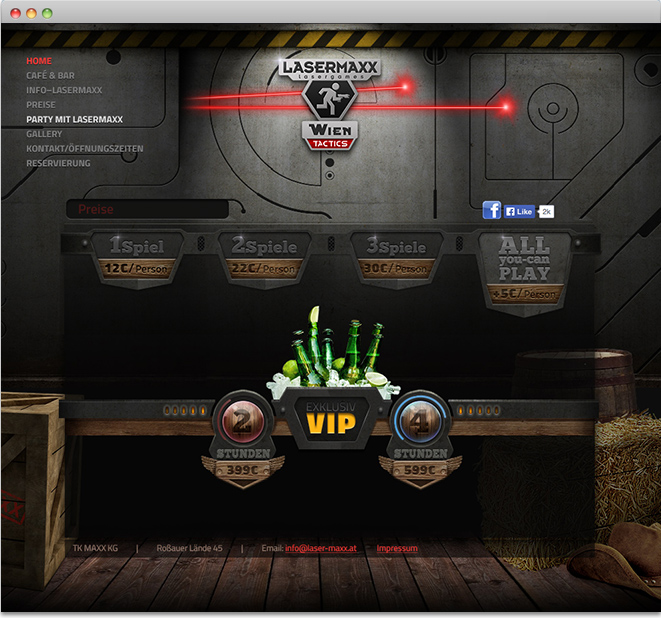 HOME
CAFÉ & BAR
INFO-LASERMAXX
PREISE
PARTY MIT LASERMAXX
GALLERY
KONTAKT/ÖFFNUNGSZEITEN
RESERVIERUNG
LASERMAXX
lasergames
WIEN
TACTICS
Preise
f Like 2k
1Spiel
12€/Person
2Spiele
22€/Person
3Spiele
30€/Person
ALL
you-can
PLAY
+5€/Person
EXKLUSIV
VIP
2
STUNDEN
399€
4
STUNDEN
599€
TK MAXX KG | Roßauer Lände 45 | Email: info@laser-maxx.at Impressum